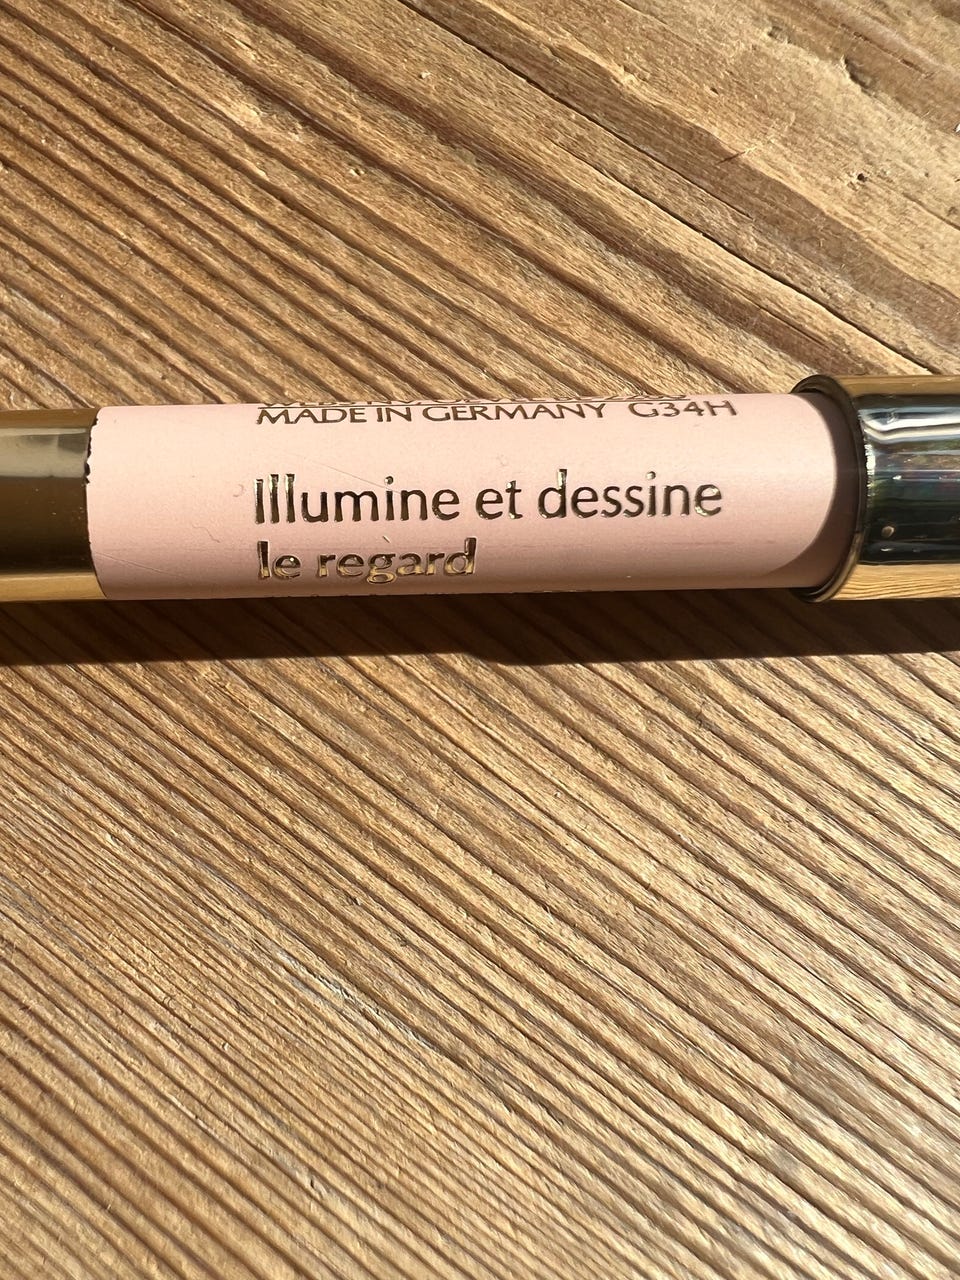 MADE IN GERMANY G34H
Illumine et dessine
le regard